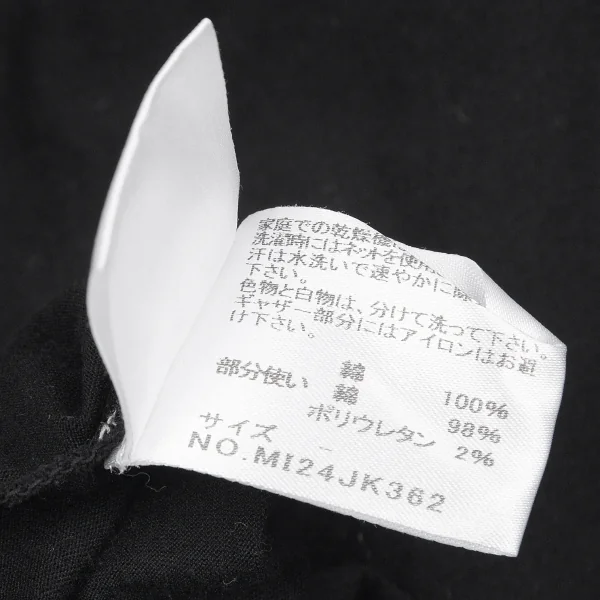 家庭での乾燥機に
洗濯時にはネットを使用
汗は水洗いで速やかに除
下さい。
色物と白物は、分けて洗って下さい。
ギャザー部分にはアイロンはお避
け下さい。
綿 100%
部分使い 綿 98%
ポリウレタン 2%
サイズ -
NO.MI24JK362